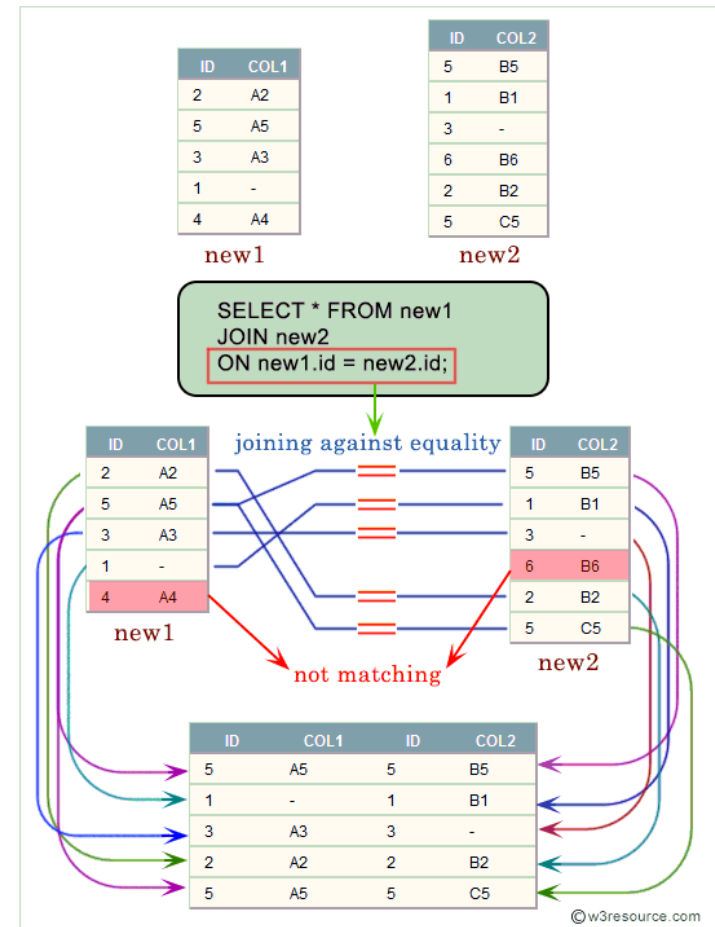 ID COL1
2 A2
5 A5
3 A3
1 -
4 A4
new1
ID COL2
5 B5
1 B1
3 -
6 B6
2 B2
5 C5
new2
SELECT * FROM new1
JOIN new2
ON new1.id = new2.id;
joining against equality
ID COL1
2 A2
5 A5
3 A3
1 -
4 A4
new1
ID COL2
5 B5
1 B1
3 -
6 B6
2 B2
5 C5
new2
not matching
ID COL1 ID COL2
5 A5 5 B5
1 - 1 B1
3 A3 3 -
2 A2 2 B2
5 A5 5 C5
©w3resource.com